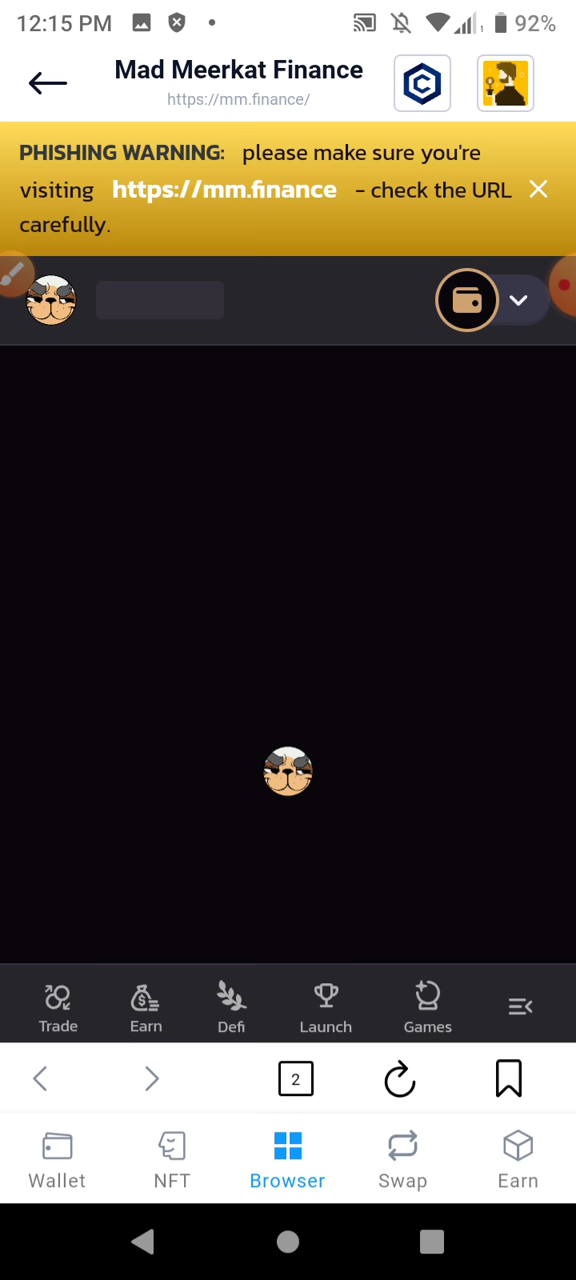 12:15 PM 1 92%
Mad Meerkat Finance
https://mm.finance/
PHISHING WARNING: please make sure you're
visiting https://mm.finance - check the URL
carefully.
Trade Earn Defi Launch Games
2
Wallet NFT Browser Swap Earn